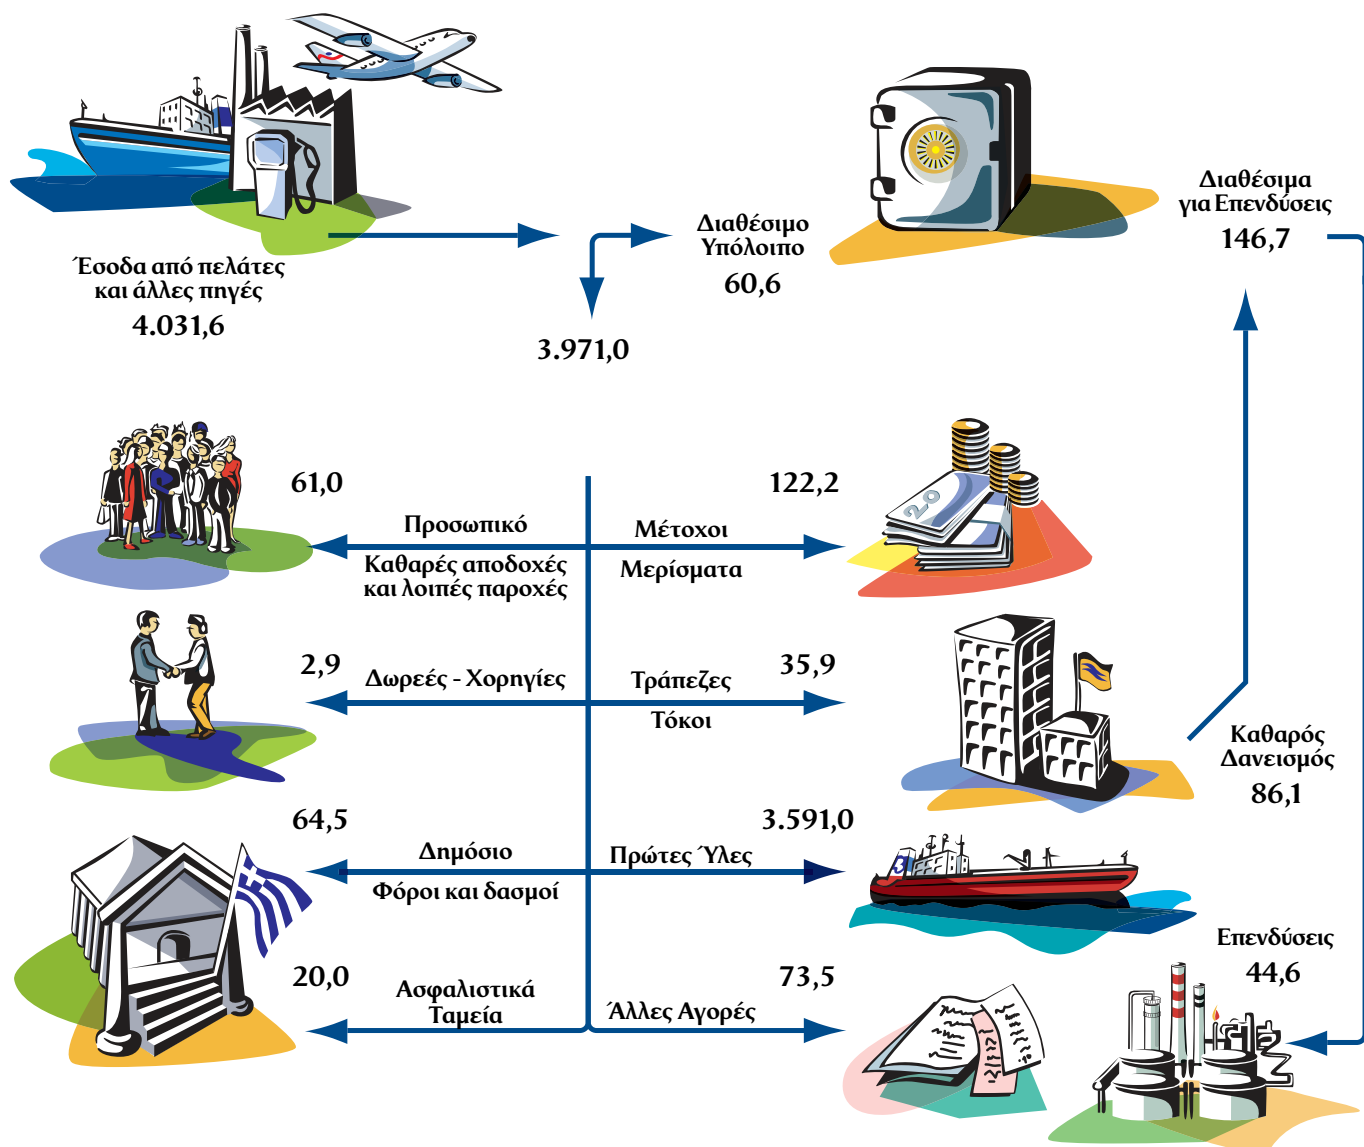 Έσοδα από πελάτες
και άλλες πηγές
4.031,6
Διαθέσιμο
Υπόλοιπο
60,6
3.971,0
Διαθέσιμα
για Επενδύσεις
146,7
61,0
Προσωπικό
Καθαρές αποδοχές
και λοιπές παροχές
122,2
Μέτοχοι
Μερίσματα
20
2,9
Δωρεές - Χορηγίες
35,9
Τράπεζες
Τόκοι
Καθαρός
Δανεισμός
86,1
64,5
Δημόσιο
Φόροι και δασμοί
3.591,0
Πρώτες Ύλες
20,0
Ασφαλιστικά
Ταμεία
73,5
Άλλες Αγορές
Επενδύσεις
44,6